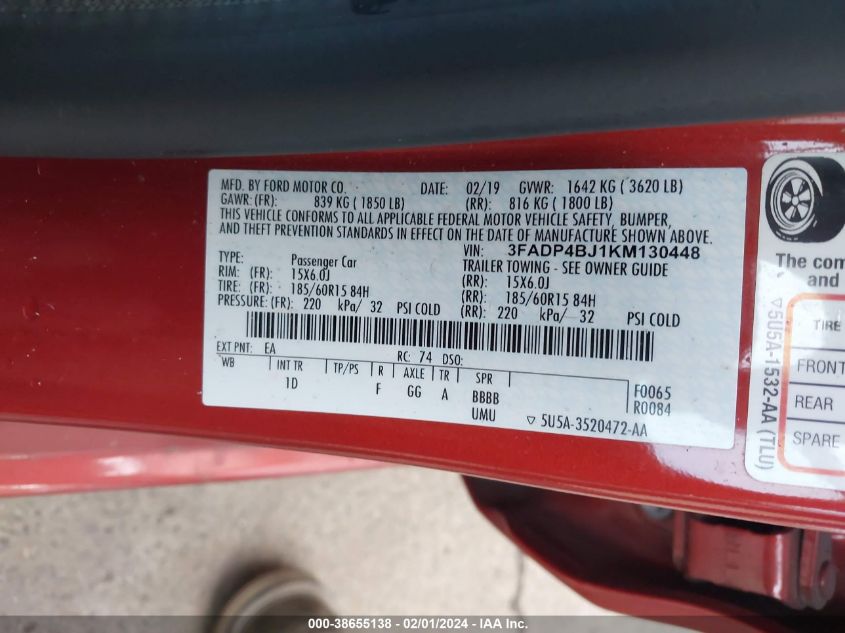 MFD. BY FORD MOTOR CO. DATE: 02/19 GVWR: 1642 KG ( 3620 LB)
GAWR: (FR): 839 KG ( 1850 LB) (RR): 816 KG ( 1800 LB)
THIS VEHICLE CONFORMS TO ALL APPLICABLE FEDERAL MOTOR VEHICLE SAFETY, BUMPER,
AND THEFT PREVENTION STANDARDS IN EFFECT ON THE DATE OF MANUFACTURE SHOWN ABOVE.
VIN: 3FADP4BJ1KM130448
TYPE: Passenger Car TRAILER TOWING - SEE OWNER GUIDE
RIM: (FR): 15X6.0J (RR): 15X6.0J
TIRE: (FR): 185/60R15 84H (RR): 185/60R15 84H
PRESSURE: (FR): 220 kPa/ 32 PSI COLD (RR): 220 kPa/ 32 PSI COLD
EXT PNT: EA RC: 74 DSO:
WB INT TR TP/PS R AXLE TR SPR
1D F GG A BBBB
UMU
F0065
R0084
▽ 5U5A-3520472-AA
The com
and
TIRE
FRONT
REAR
SPARE
▽5U5A-1532-AA (TLU)
000-38655138 - 02/01/2024 - IAA Inc.